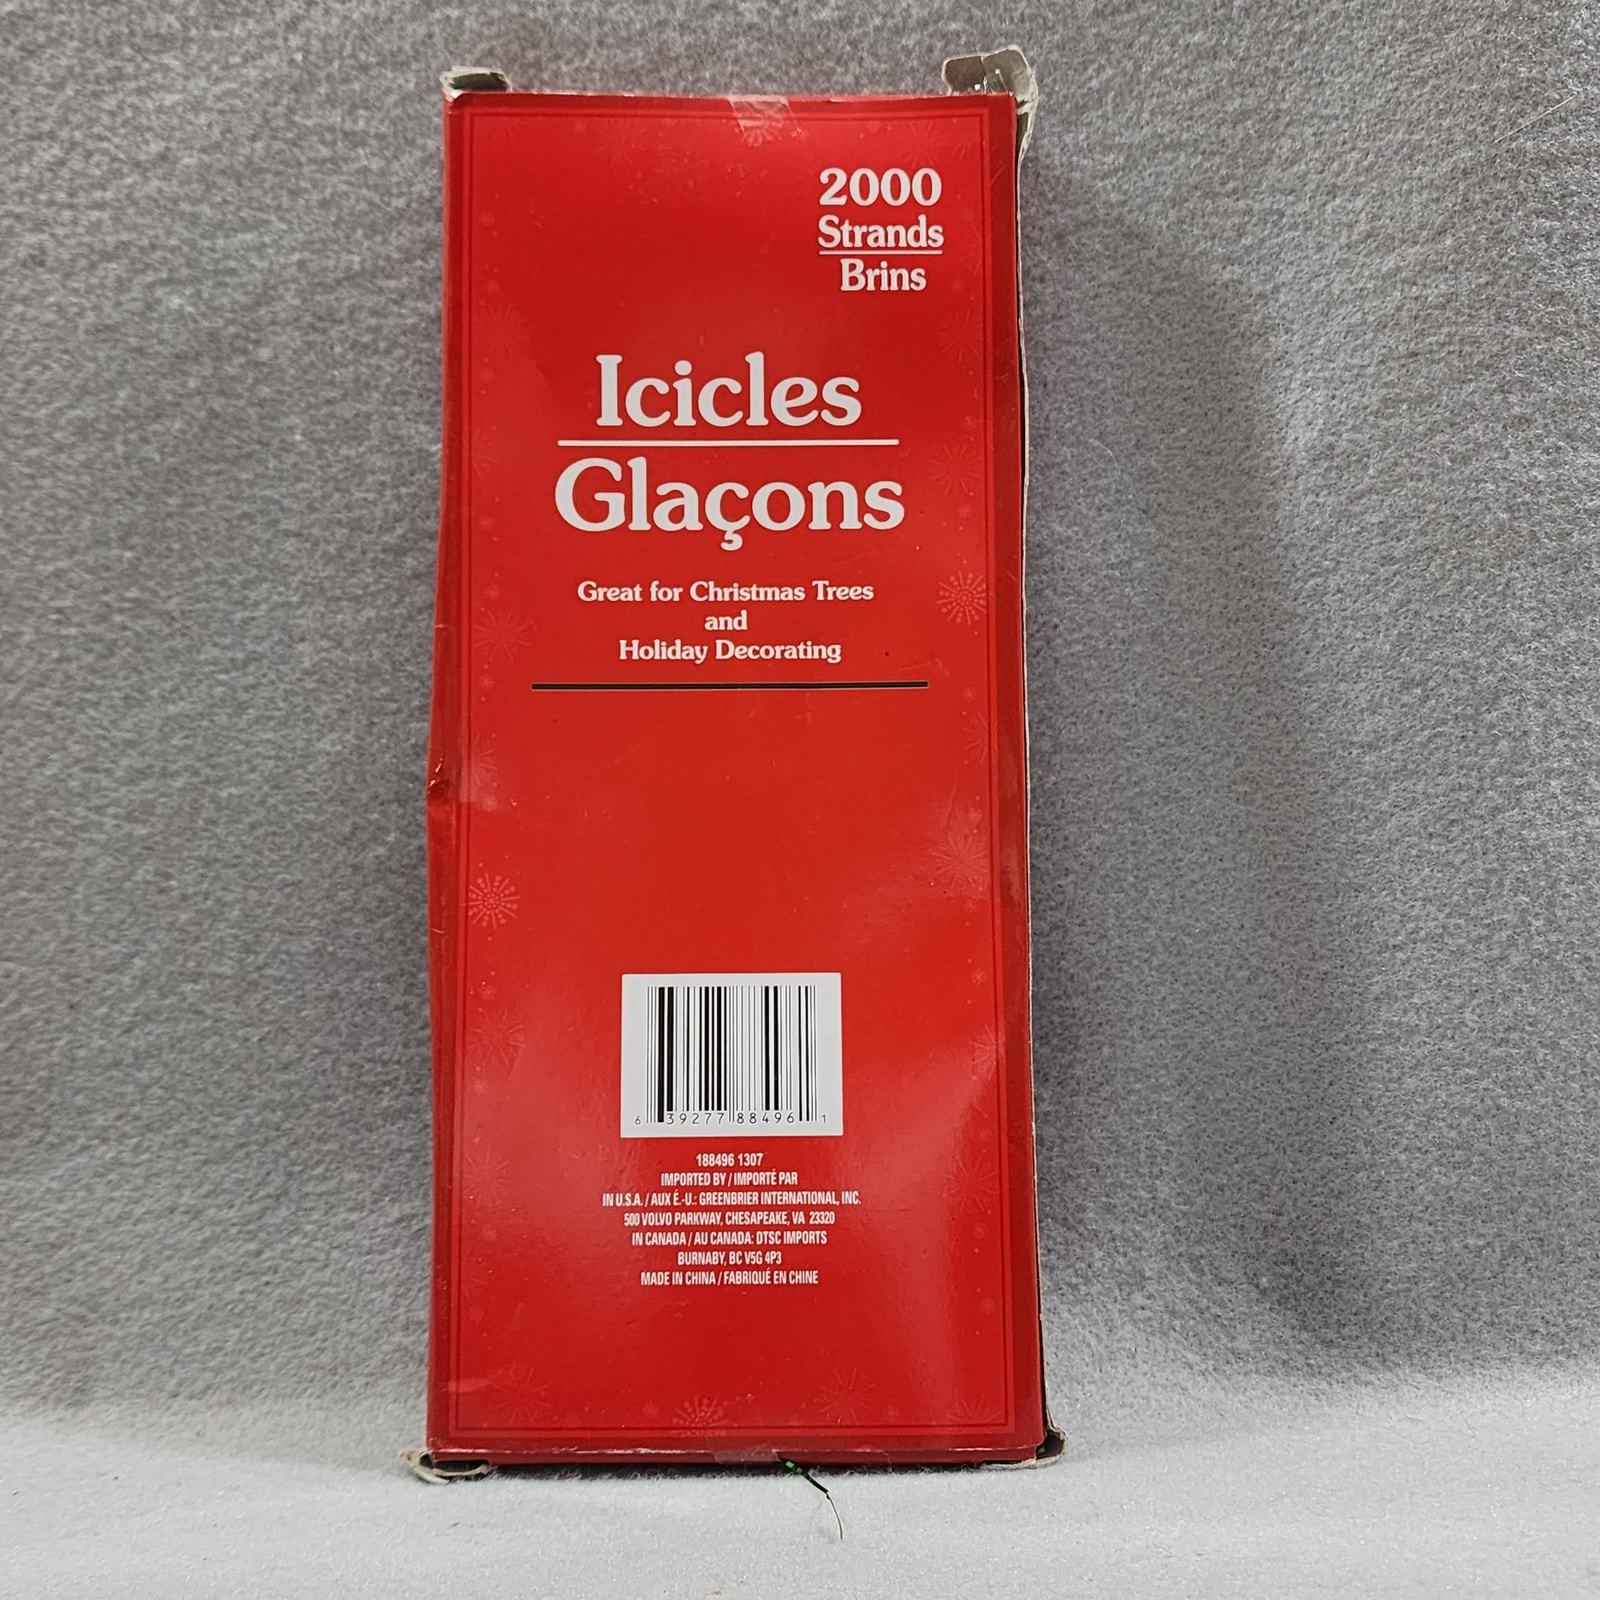 2000
Strands
Brins
Icicles
Glaçons
Great for Christmas Trees
and
Holiday Decorating
6 39277 88496 1
188496 1307
IMPORTED BY / IMPORTÉ PAR
IN U.S.A. / AUX É.-U.: GREENBRIER INTERNATIONAL, INC.
500 VOLVO PARKWAY, CHESAPEAKE, VA 23320
IN CANADA / AU CANADA: DTSC IMPORTS
BURNABY, BC V5G 4P3
MADE IN CHINA / FABRIQUÉ EN CHINE